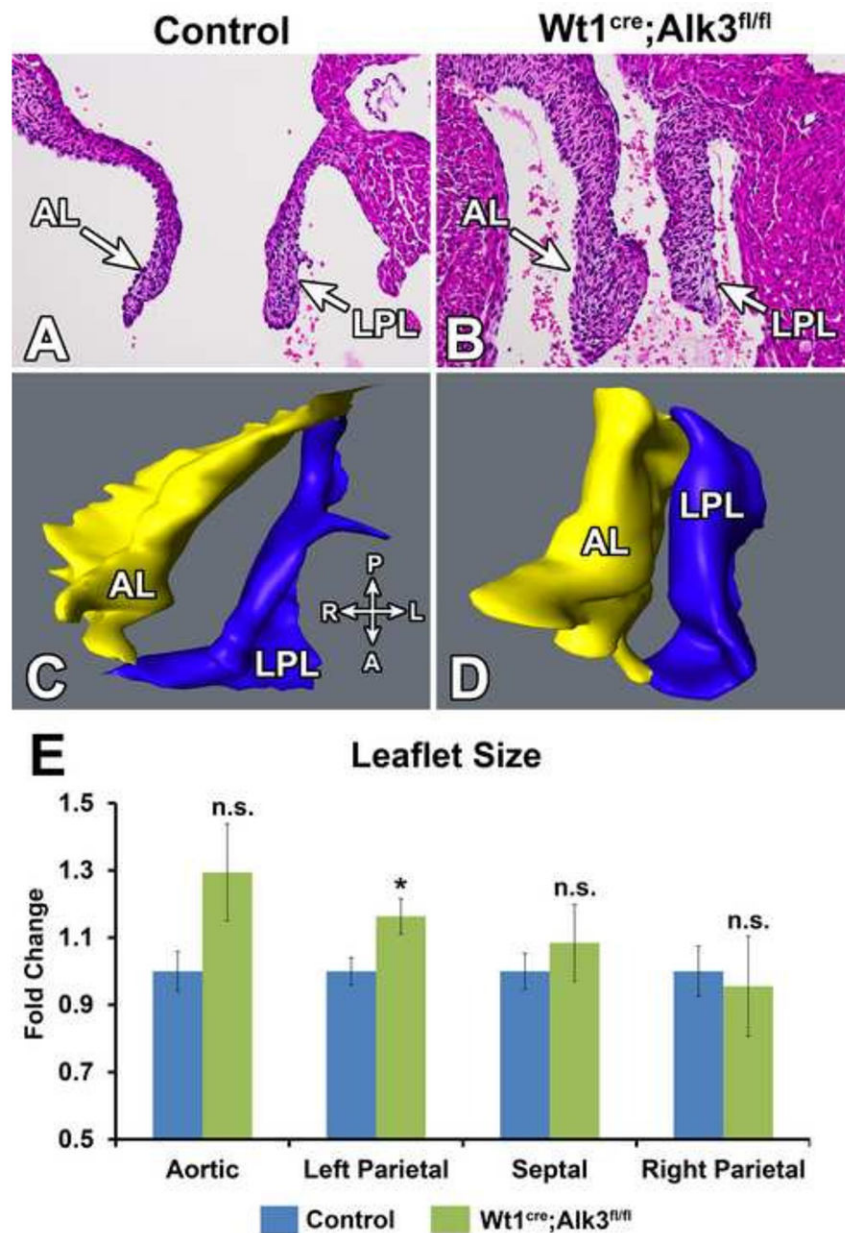 Control
Wt1cre;Alk3fl/fl
AL
LPL
A
AL
LPL
B
AL
LPL
C
P
R L
A
AL
LPL
D
E
Leaflet Size
Fold Change
1.5
1.3
1.1
0.9
0.7
0.5
n.s.
*
n.s.
n.s.
Aortic Left Parietal Septal Right Parietal
Control Wt1cre;Alk3fl/fl